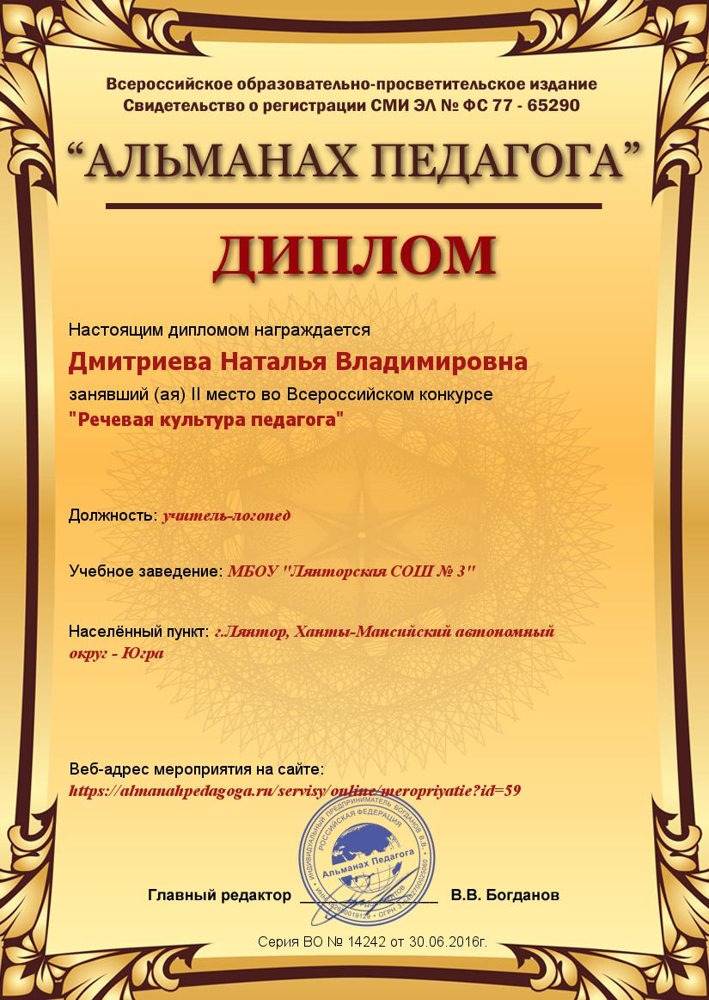 Всероссийское образовательно-просветительское издание
Свидетельство о регистрации СМИ ЭЛ № ФС 77 - 65290
“АЛЬМАНАХ ПЕДАГОГА”
ДИПЛОМ
Настоящим дипломом награждается
Дмитриева Наталья Владимировна
занявший (ая) II место во Всероссийском конкурсе
"Речевая культура педагога"
Должность: учитель-логопед
Учебное заведение: МБОУ "Лянторская СОШ № 3"
Населённый пункт: г.Лянтор, Ханты-Мансийский автономный
округ - Югра
Веб-адрес мероприятия на сайте:
https://almanahpedagoga.ru/servisy/online/meropriyatie?id=59
ИНДИВИДУАЛЬНЫЙ ПРЕДПРИНИМАТЕЛЬ БОГДАНОВ В.В.
РОССИЙСКАЯ ФЕДЕРАЦИЯ
Альманах Педагога
Главный редактор В.В. Богданов
Серия ВО № 14242 от 30.06.2016г.